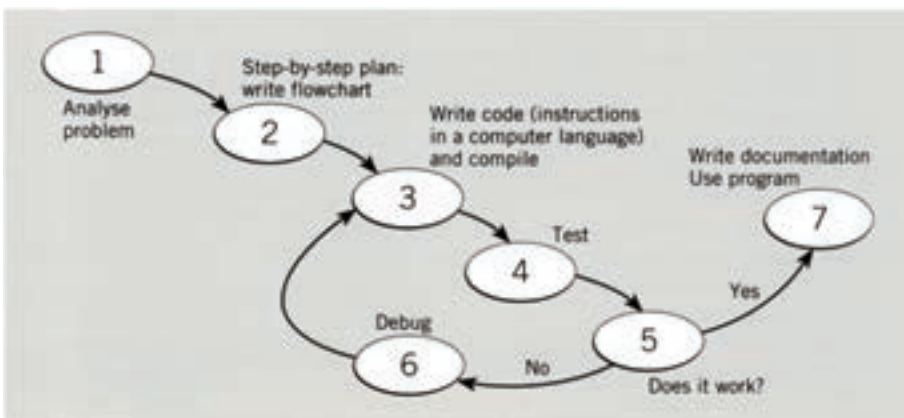 1
Analyse
problem
Step-by-step plan:
write flowchart
2
Write code (instructions
in a computer language)
and compile
3
Test
4
5
Does it work?
No
Debug
6
Yes
Write documentation
Use program
7